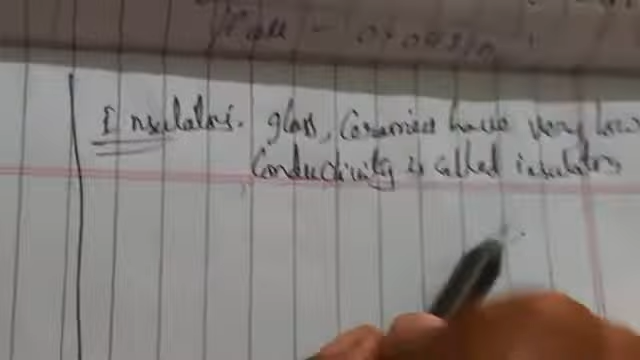 Insulators. glass, Ceramics have very low
Conductivity is called insulators